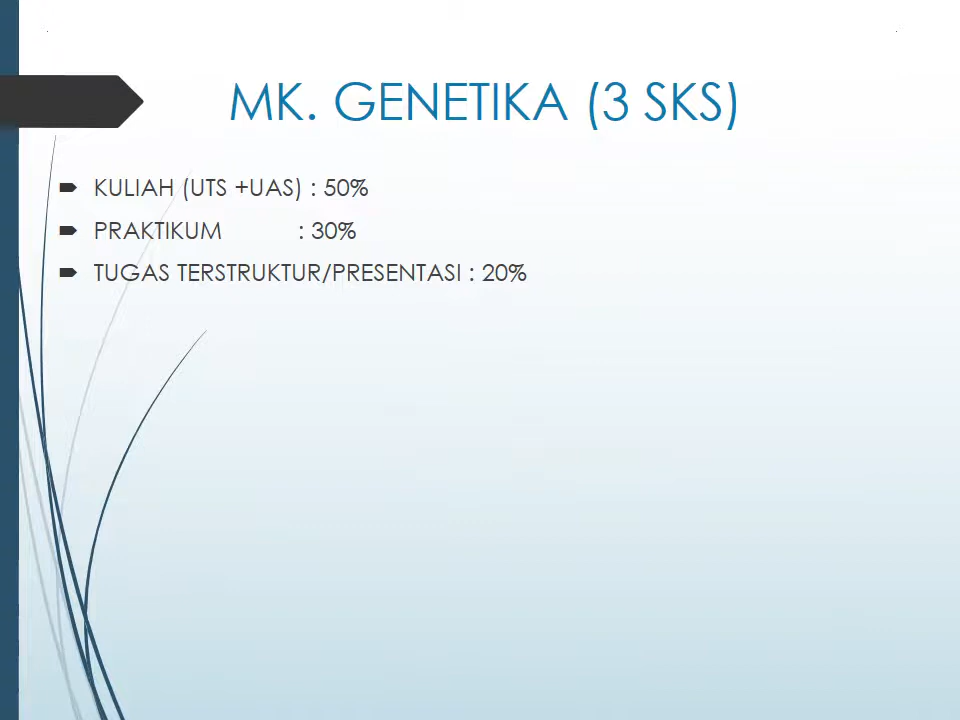 MK. GENETIKA (3 SKS)
KULIAH (UTS +UAS) : 50%
PRAKTIKUM : 30%
TUGAS TERSTRUKTUR/PRESENTASI : 20%